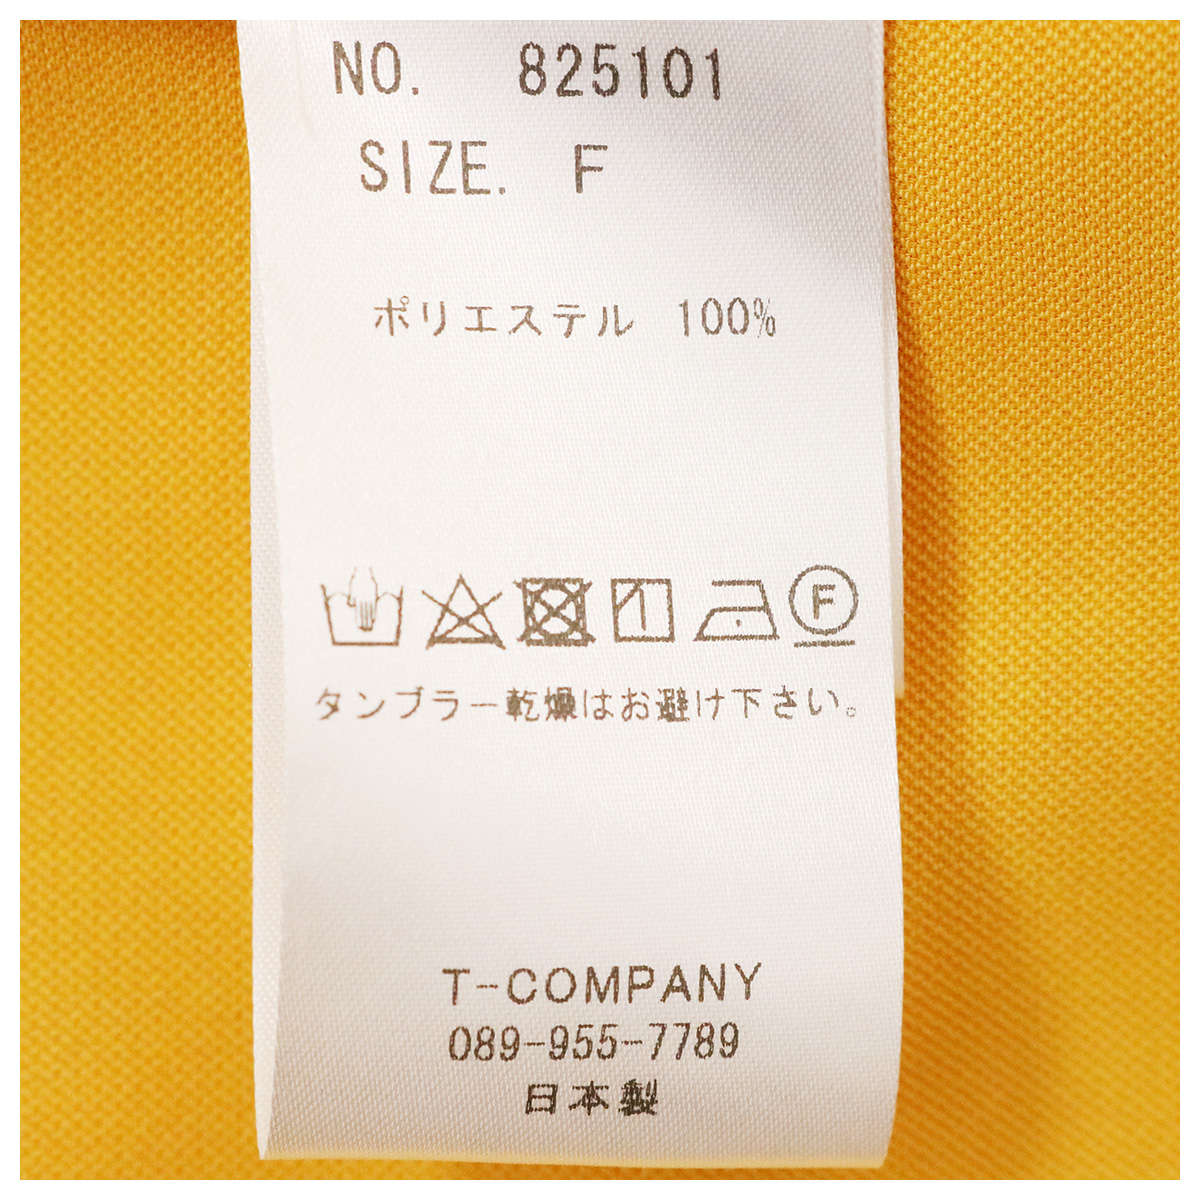 NO. 825101
SIZE. F
ポリエステル 100%
F
タンブラー乾燥はお避け下さい。
T-COMPANY
089-955-7789
日本製